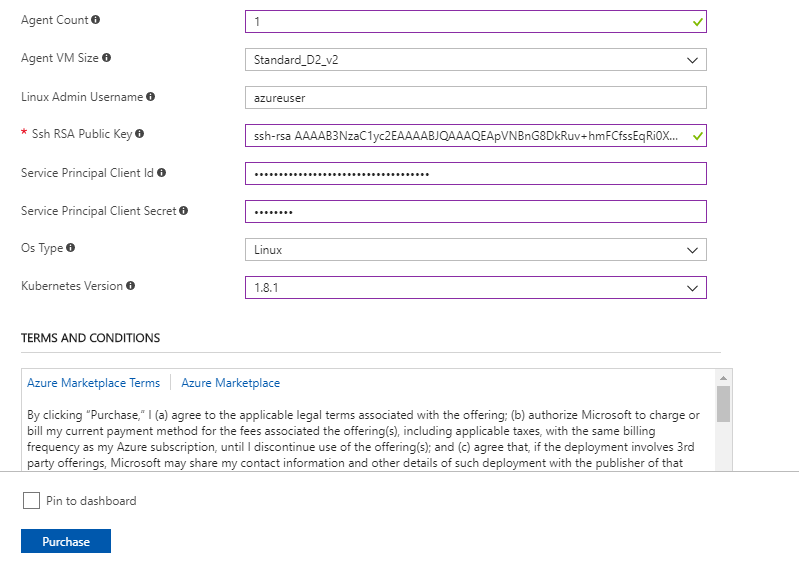 Agent Count
1
Agent VM Size
Standard_D2_v2
Linux Admin Username
azureuser
* Ssh RSA Public Key
ssh-rsa AAAAB3NzaC1yc2EAAAABJQAAAQEApVNBnG8DkRuv+hmFCfssEqRi0X...
Service Principal Client Id
••••••••••••••••••••••••••••••••••••
Service Principal Client Secret
••••••••
Os Type
Linux
Kubernetes Version
1.8.1
TERMS AND CONDITIONS
Azure Marketplace Terms | Azure Marketplace
By clicking "Purchase," I (a) agree to the applicable legal terms associated with the offering; (b) authorize Microsoft to charge or
bill my current payment method for the fees associated the offering(s), including applicable taxes, with the same billing
frequency as my Azure subscription, until I discontinue use of the offering(s); and (c) agree that, if the deployment involves 3rd
party offerings, Microsoft may share my contact information and other details of such deployment with the publisher of that
Pin to dashboard
Purchase